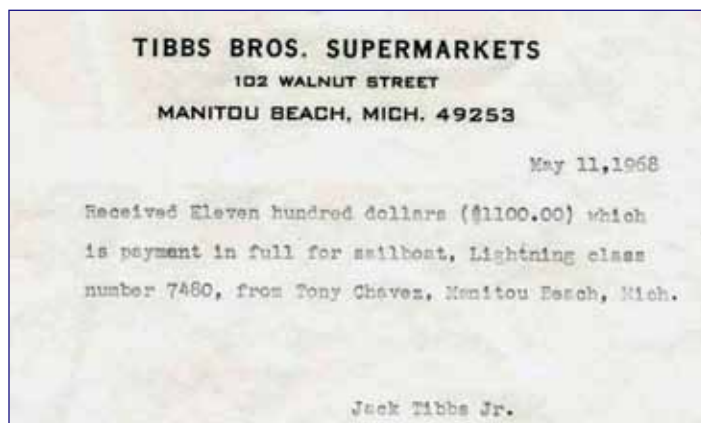 TIBBS BROS. SUPERMARKETS
102 WALNUT STREET
MANITOU BEACH, MICH. 49253
May 11,1968
Received Eleven hundred dollars ($1100.00) which
is payment in full for sailboat, Lightning class
number 7480, from Tony Chavez, Manitou Beach, Mich.
Jack Tibbs Jr.